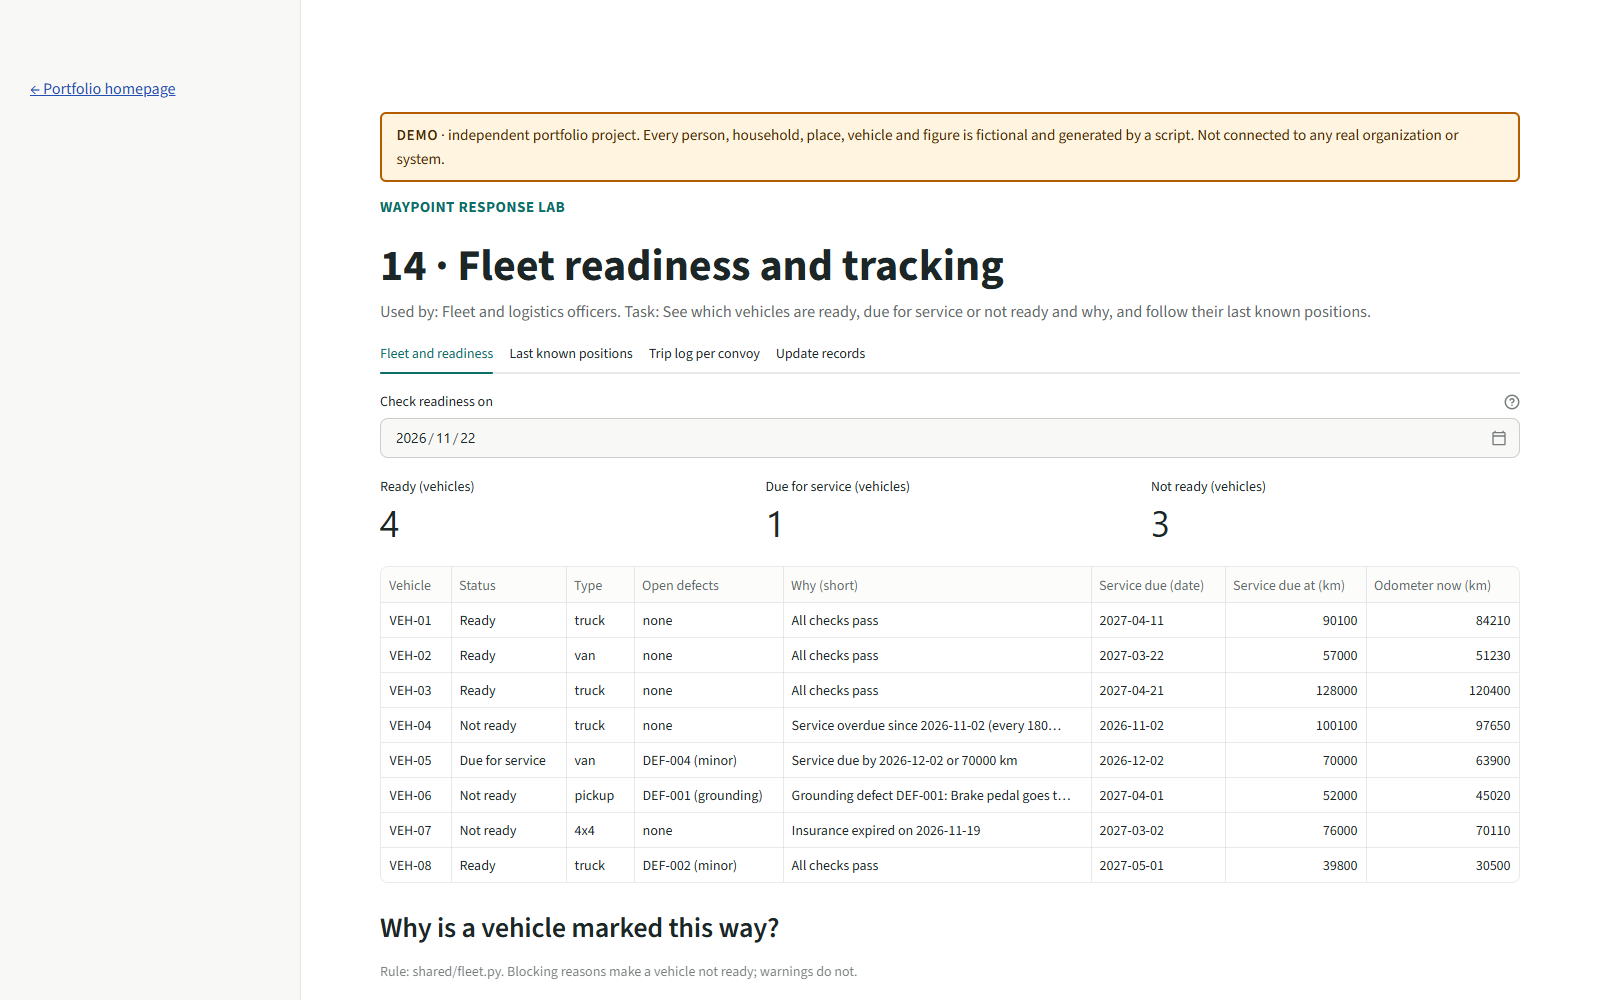 ← Portfolio homepage
DEMO · independent portfolio project. Every person, household, place, vehicle and figure is fictional and generated by a script. Not connected to any real organization or
system.
WAYPOINT RESPONSE LAB
14 · Fleet readiness and tracking
Used by: Fleet and logistics officers. Task: See which vehicles are ready, due for service or not ready and why, and follow their last known positions.
Fleet and readiness Last known positions Trip log per convoy Update records
Check readiness on
2026/11/22
Ready (vehicles) Due for service (vehicles) Not ready (vehicles)
4 1 3
Vehicle Status Type Open defects Why (short) Service due (date) Service due at (km) Odometer now (km)
VEH-01 Ready truck none All checks pass 2027-04-11 90100 84210
VEH-02 Ready van none All checks pass 2027-03-22 57000 51230
VEH-03 Ready truck none All checks pass 2027-04-21 128000 120400
VEH-04 Not ready truck none Service overdue since 2026-11-02 (every 180… 2026-11-02 100100 97650
VEH-05 Due for service van DEF-004 (minor) Service due by 2026-12-02 or 70000 km 2026-12-02 70000 63900
VEH-06 Not ready pickup DEF-001 (grounding) Grounding defect DEF-001: Brake pedal goes t… 2027-04-01 52000 45020
VEH-07 Not ready 4x4 none Insurance expired on 2026-11-19 2027-03-02 76000 70110
VEH-08 Ready truck DEF-002 (minor) All checks pass 2027-05-01 39800 30500
Why is a vehicle marked this way?
Rule: shared/fleet.py. Blocking reasons make a vehicle not ready; warnings do not.